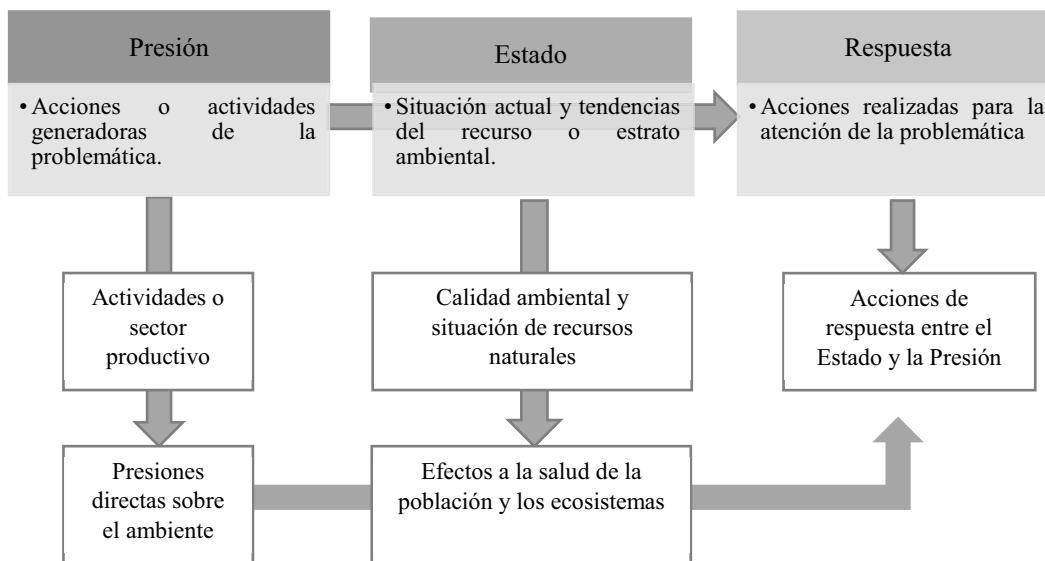 Presión
• Acciones o actividades
generadoras de la
problemática.
Estado
• Situación actual y tendencias
del recurso o estrato
ambiental.
Respuesta
• Acciones realizadas para la
atención de la problemática
Actividades o
sector
productivo
Calidad ambiental y
situación de recursos
naturales
Acciones de
respuesta entre el
Estado y la Presión
Presiones
directas sobre
el ambiente
Efectos a la salud de la
población y los ecosistemas